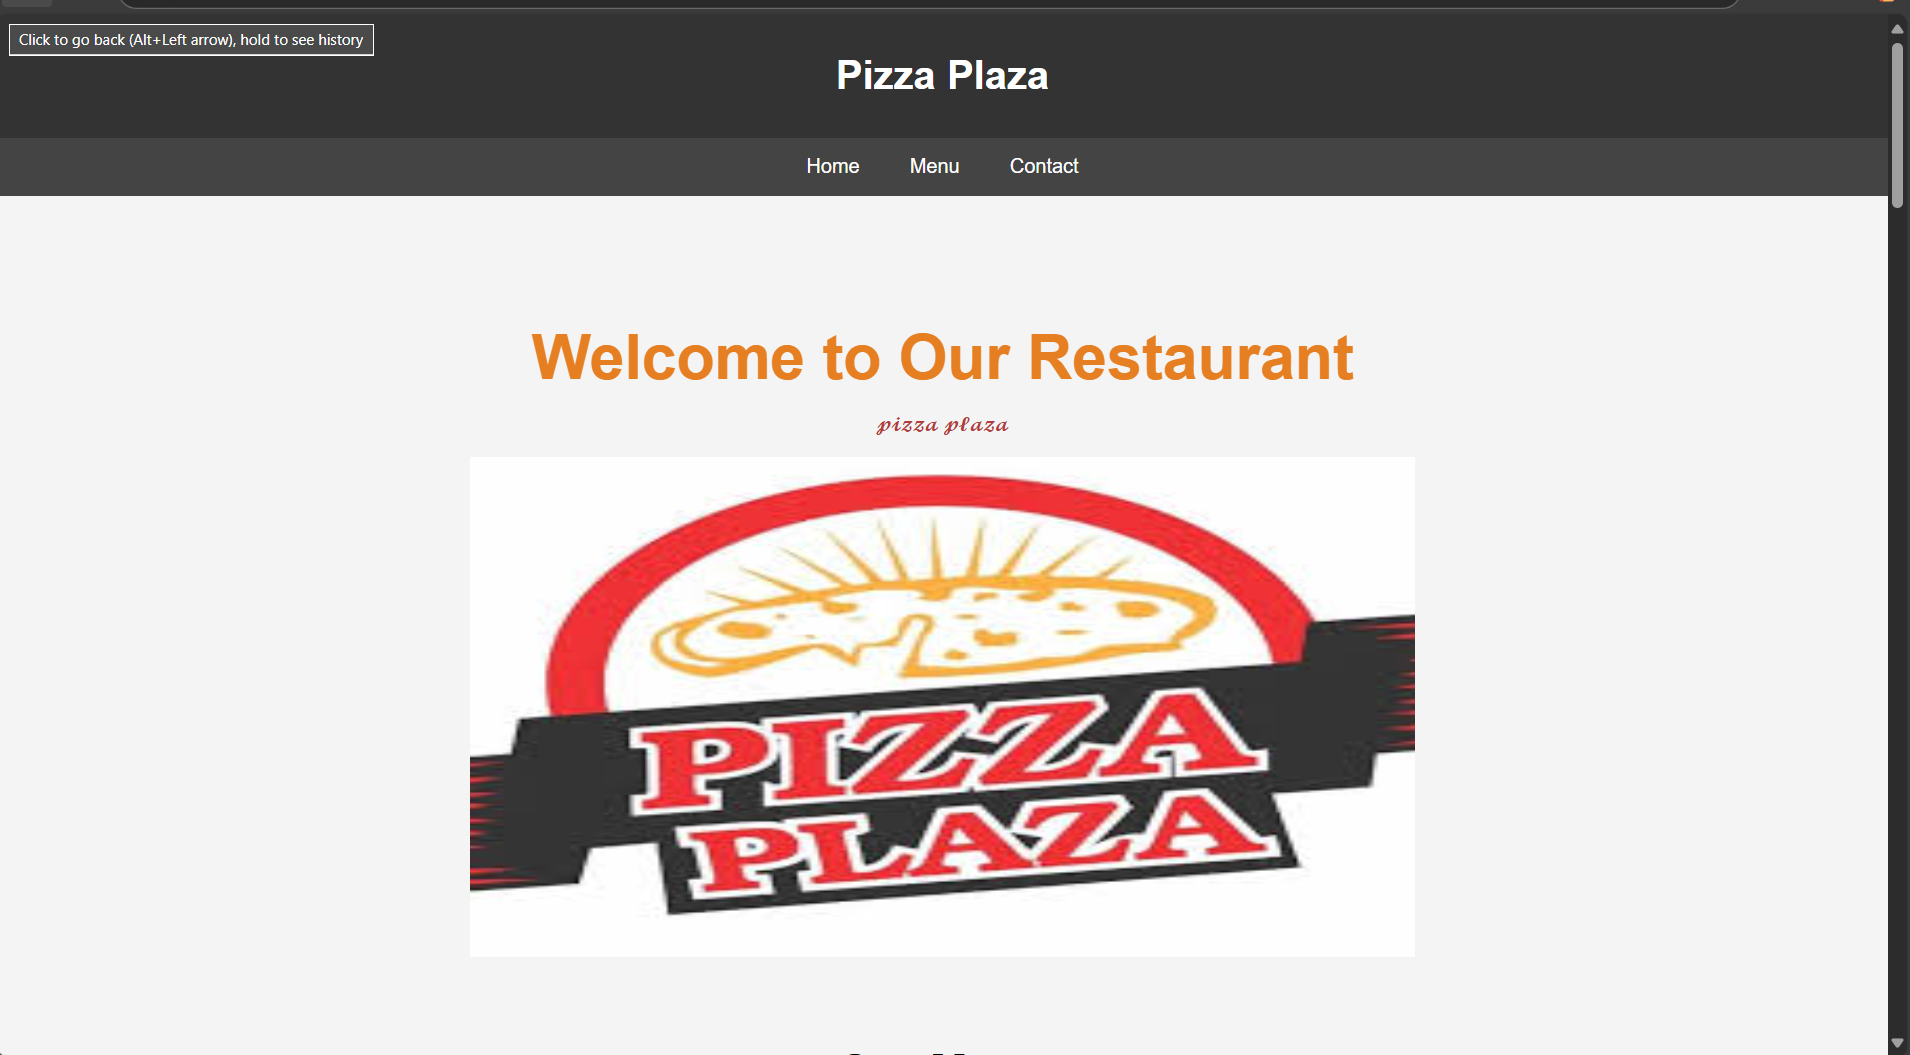 Click to go back (Alt+Left arrow), hold to see history
Pizza Plaza
Home Menu Contact
Welcome to Our Restaurant
𝓹𝓲𝔃𝔃𝓪 𝓹𝓵𝓪𝔃𝓪
PIZZA
PLAZA